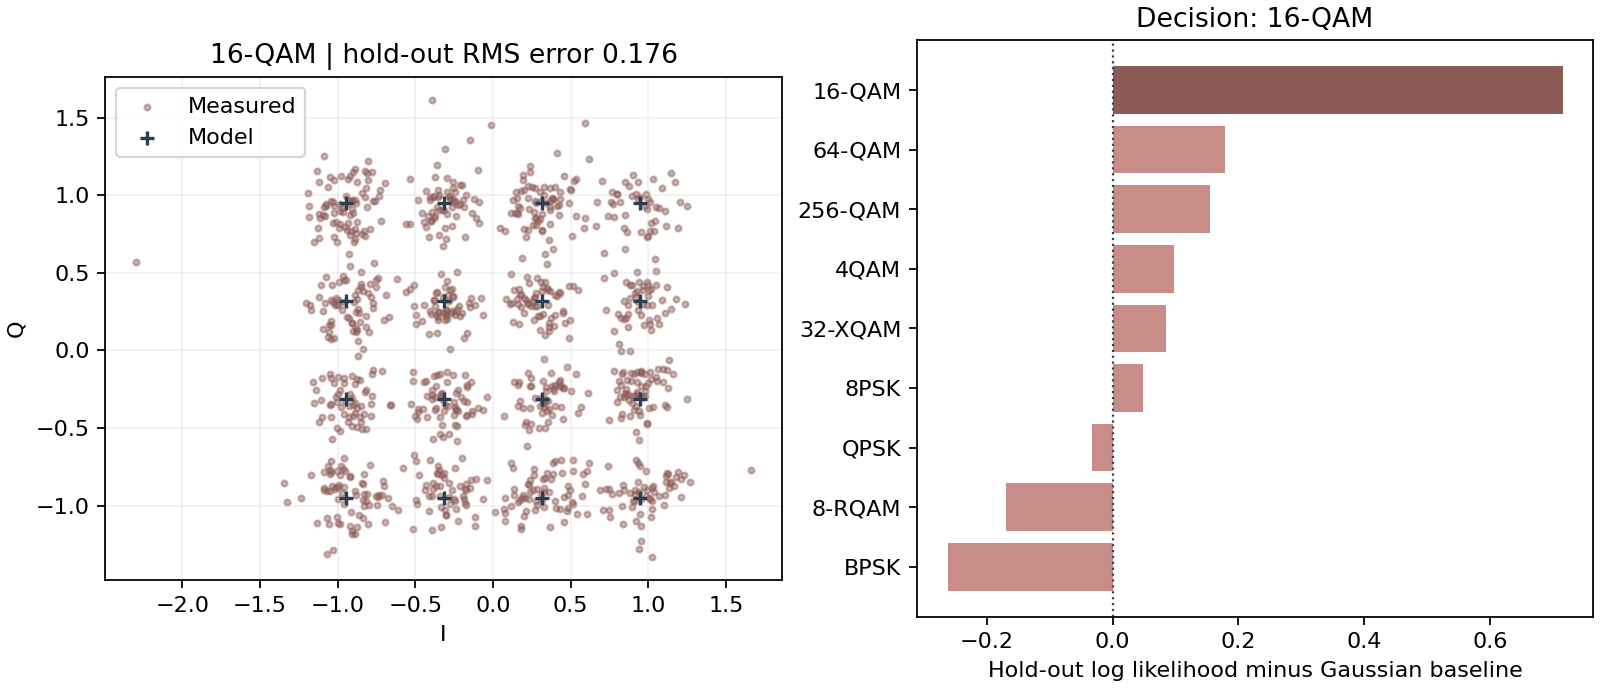 16-QAM | hold-out RMS error 0.176
Measured
Model
1.5
1.0
0.5
0.0
−0.5
−1.0
Q
−2.0 −1.5 −1.0 −0.5 0.0 0.5 1.0 1.5
I
Decision: 16-QAM
16-QAM
64-QAM
256-QAM
4QAM
32-XQAM
8PSK
QPSK
8-RQAM
BPSK
−0.2 0.0 0.2 0.4 0.6
Hold-out log likelihood minus Gaussian baseline